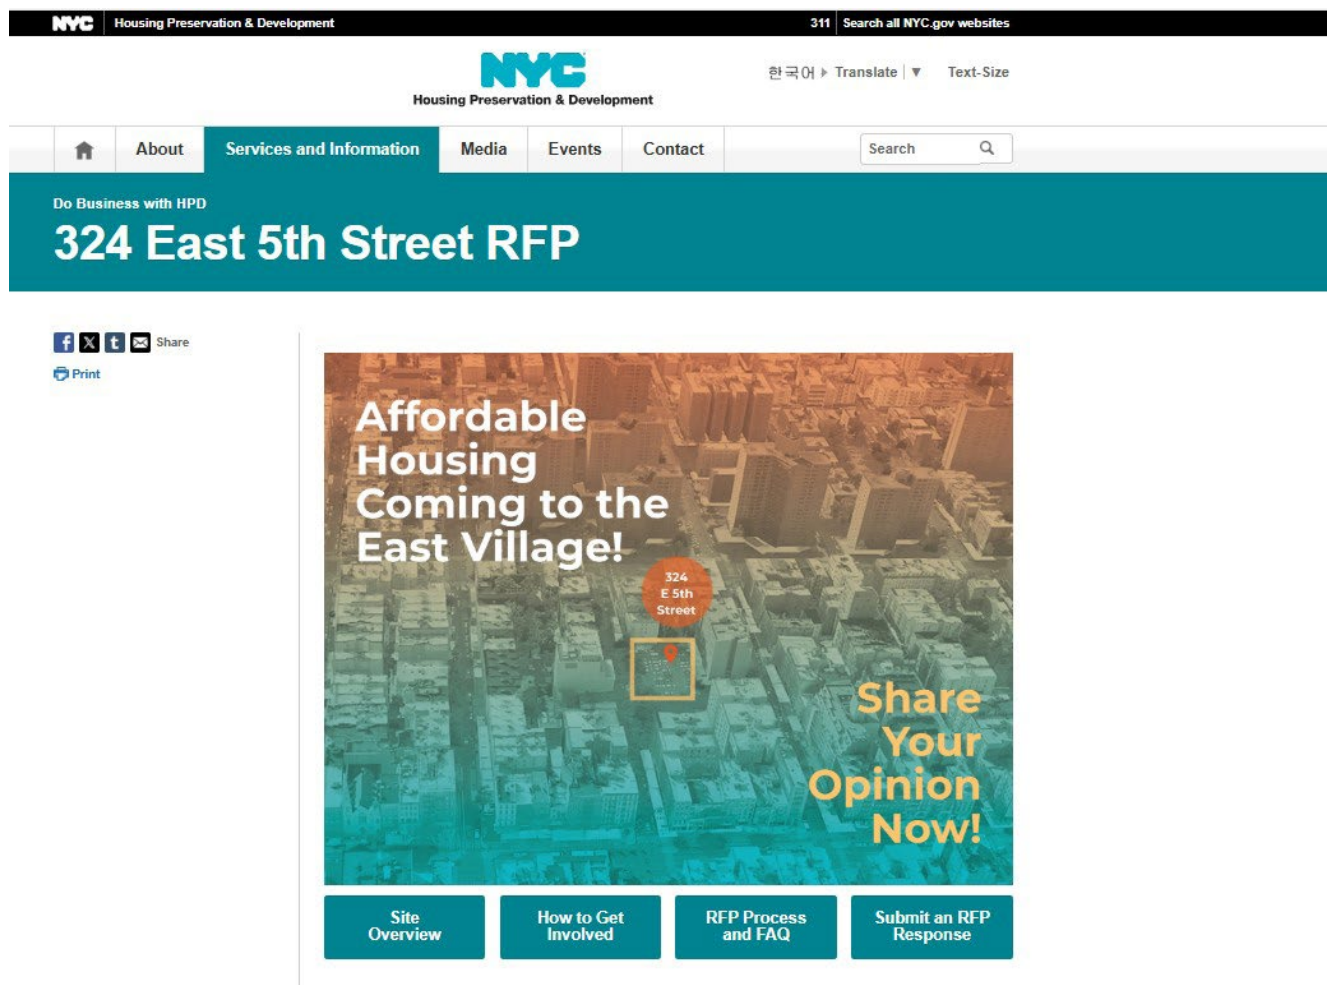 NYC Housing Preservation & Development
311 Search all NYC.gov websites
NYC
Housing Preservation & Development
한국어 Translate ▼ Text-Size
About Services and Information Media Events Contact Search
Do Business with HPD
324 East 5th Street RFP
f X t Share
Print
Affordable
Housing
Coming to the
East Village!
324
E 5th
Street
Share
Your
Opinion
Now!
Site
Overview
How to Get
Involved
RFP Process
and FAQ
Submit an RFP
Response